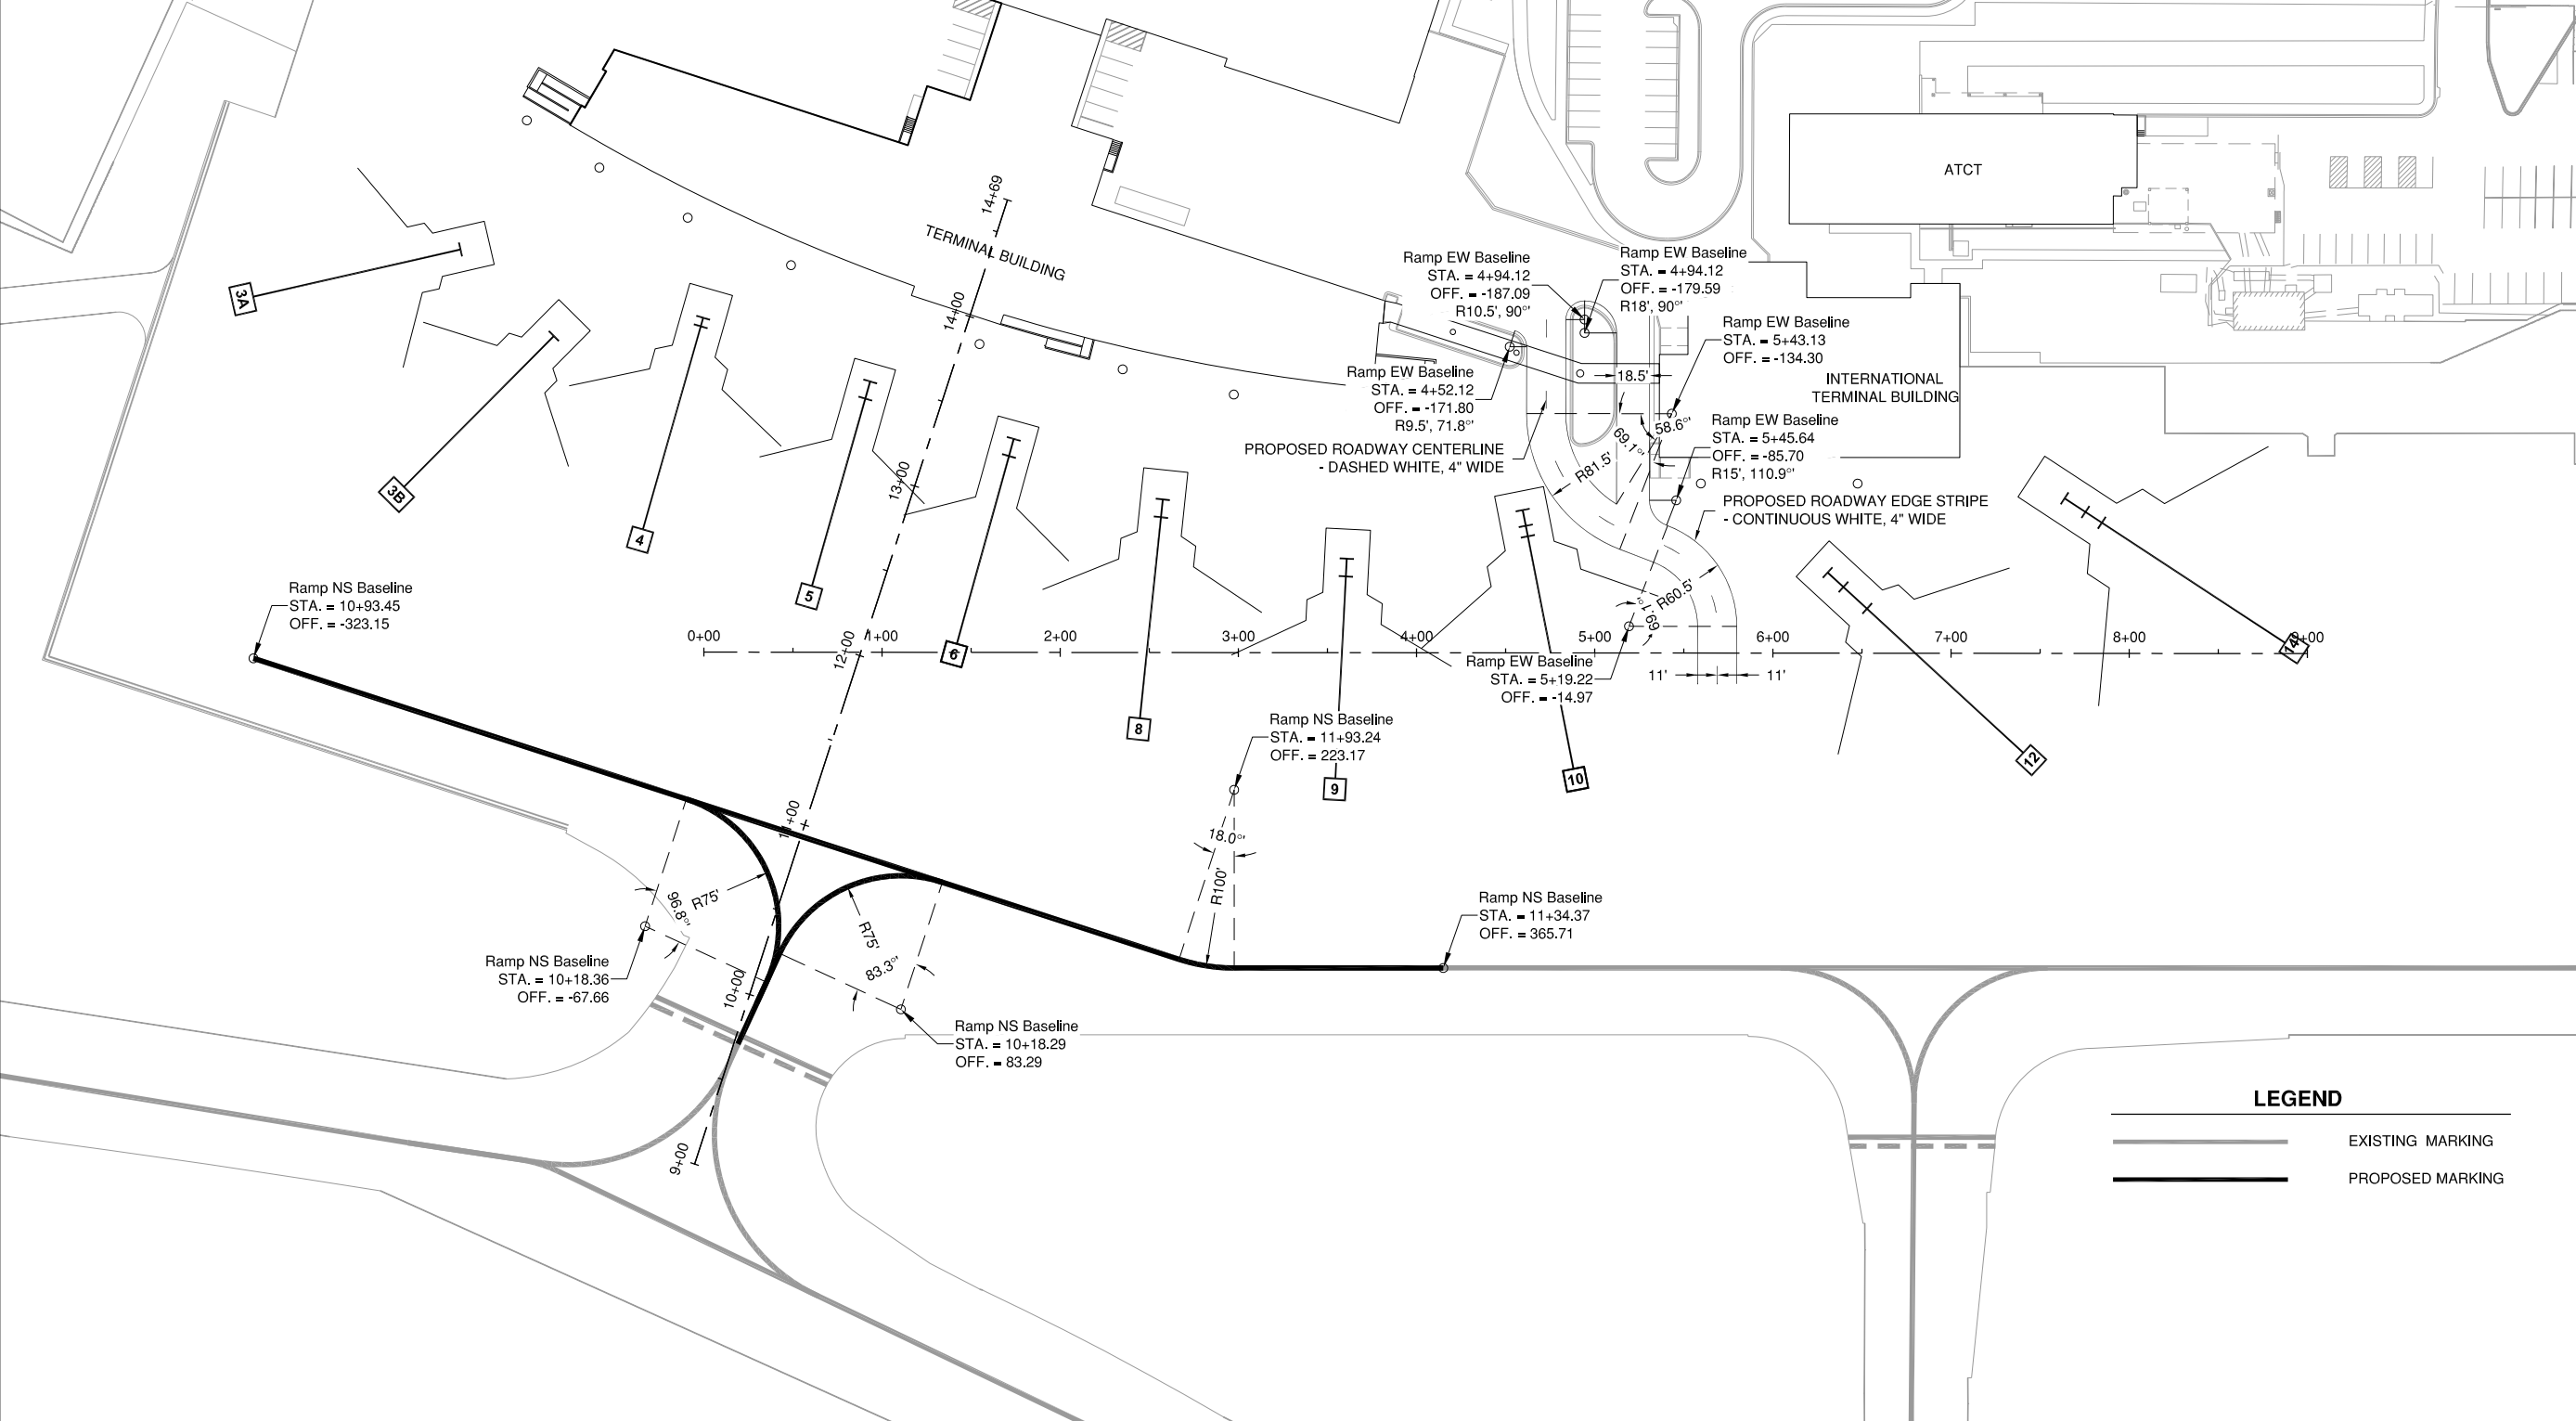 14+69
TERMINAL BUILDING
14+00
13+00
12+00
11+00
10+00
9+00
3A
3B
4
5
6
8
9
10
12
14
ATCT
Ramp EW Baseline
STA. = 4+94.12
OFF. = -187.09
R10.5', 90°'
Ramp EW Baseline
STA. = 4+94.12
OFF. = -179.59
R18', 90°'
Ramp EW Baseline
STA. = 5+43.13
OFF. = -134.30
INTERNATIONAL
TERMINAL BUILDING
Ramp EW Baseline
STA. = 4+52.12
OFF. = -171.80
R9.5', 71.8°'
18.5'
58.6°'
69.1°'
R81.5'
Ramp EW Baseline
STA. = 5+45.64
OFF. = -85.70
R15', 110.9°'
PROPOSED ROADWAY CENTERLINE
- DASHED WHITE, 4" WIDE
PROPOSED ROADWAY EDGE STRIPE
- CONTINUOUS WHITE, 4" WIDE
R60.5'
69.1°'
Ramp NS Baseline
STA. = 10+93.45
OFF. = -323.15
0+00
1+00
2+00
3+00
4+00
5+00
6+00
7+00
8+00
9+00
Ramp EW Baseline
STA. = 5+19.22
OFF. = -14.97
11'
11'
Ramp NS Baseline
STA. = 11+93.24
OFF. = 223.17
18.0°'
R100'
Ramp NS Baseline
STA. = 11+34.37
OFF. = 365.71
96.8°'
R75'
R75'
83.3°'
Ramp NS Baseline
STA. = 10+18.36
OFF. = -67.66
Ramp NS Baseline
STA. = 10+18.29
OFF. = 83.29
LEGEND
EXISTING MARKING
PROPOSED MARKING